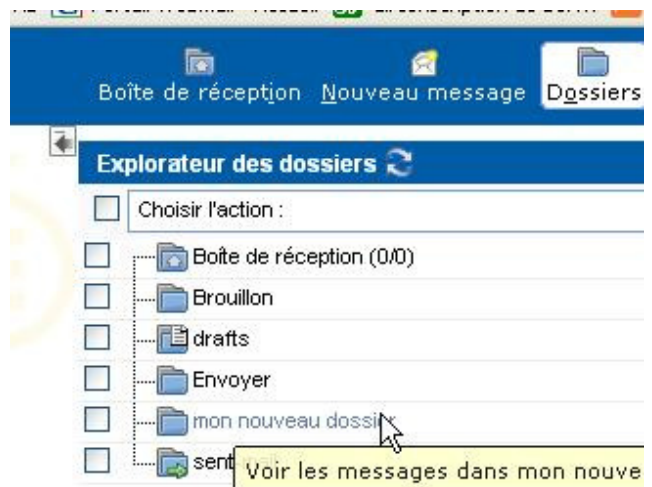 Boîte de réception Nouveau message Dossiers
Explorateur des dossiers
Choisir l'action :
Boîte de réception (0/0)
Brouillon
drafts
Envoyer
mon nouveau dossier
sent
Voir les messages dans mon nouve